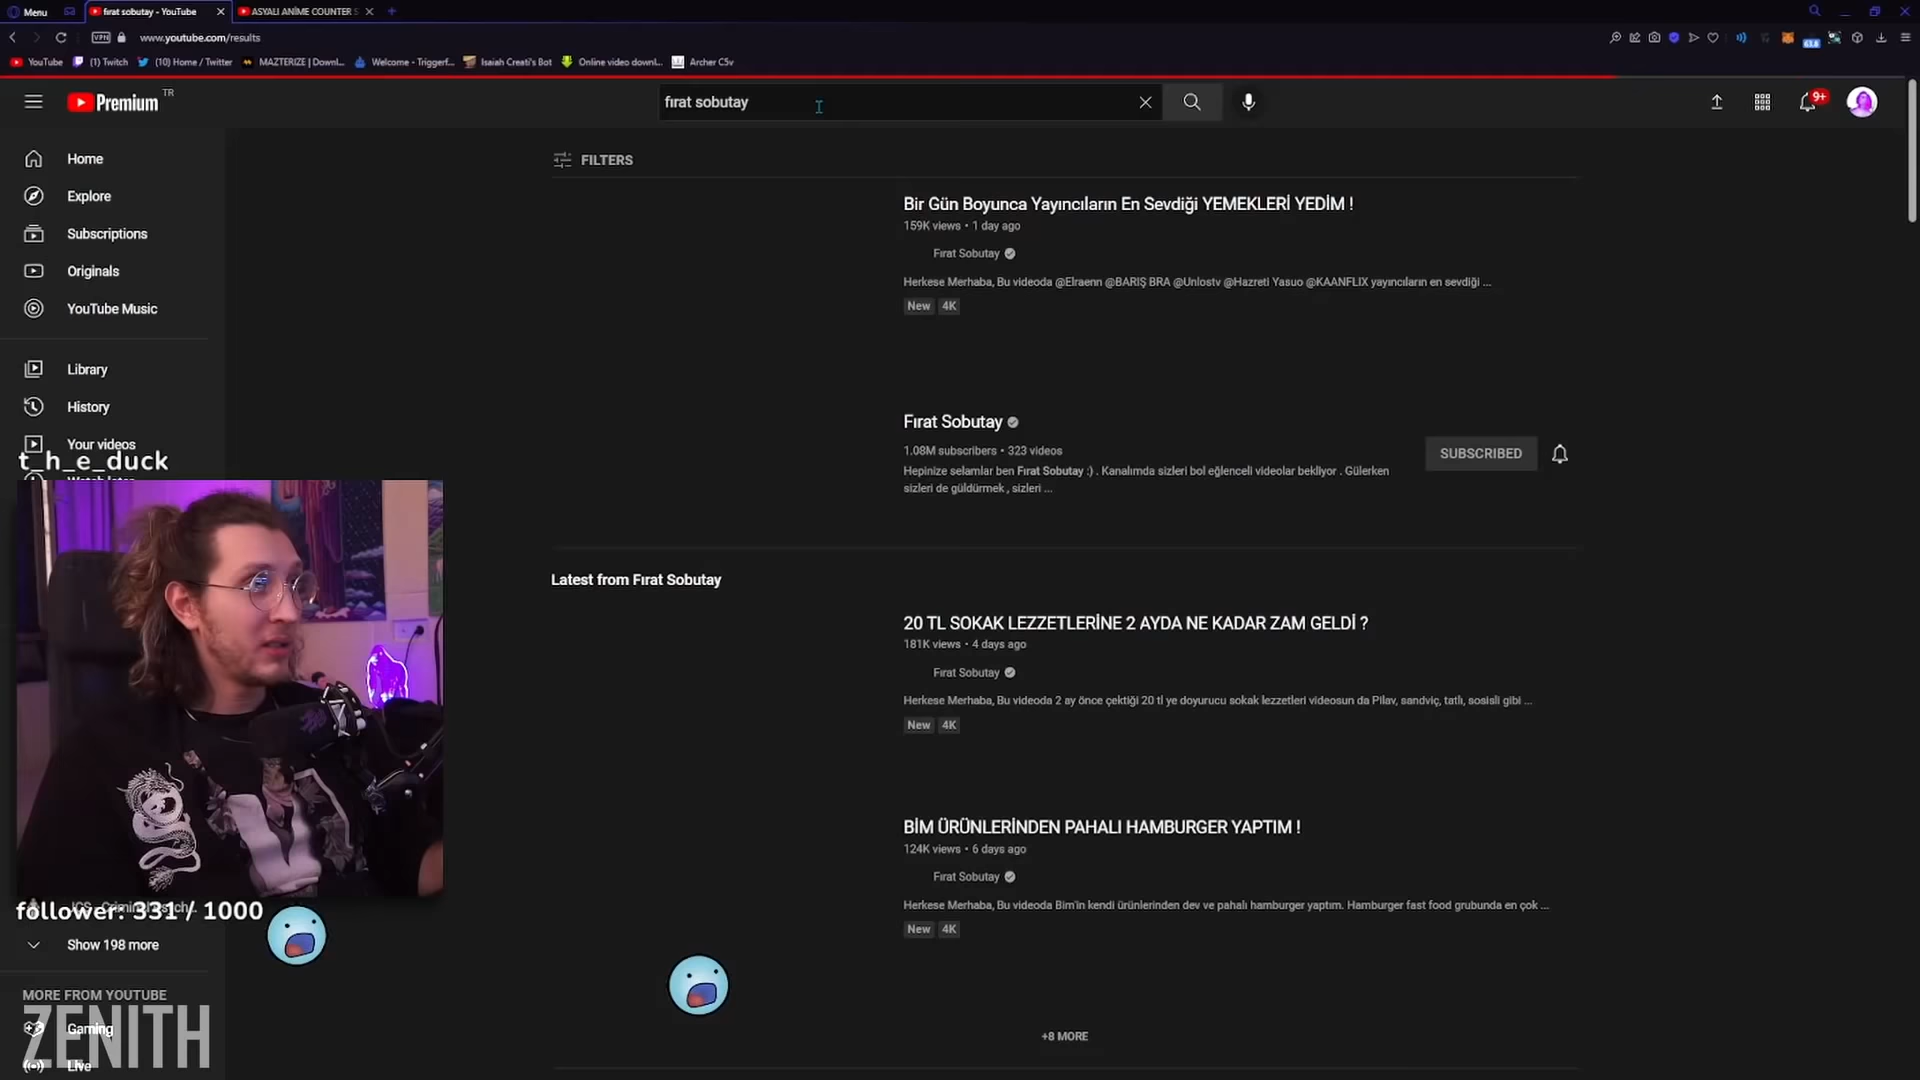 Menu
fırat sobutay - YouTube
ASYALI ANİME COUNTER S
VPN
www.youtube.com/results
63.8
YouTube
(1) Twitch
(10) Home / Twitter
MAZTERIZE | Downl...
Welcome - Triggerf...
Isaiah Creati's Bot
Online video downl...
Archer C5v
Premium
TR
fırat sobutay
9+
Home
Explore
Subscriptions
Originals
YouTube Music
Library
History
Your videos
t_h_e_duck
follower: 331 / 1000
Show 198 more
MORE FROM YOUTUBE
Gaming
ZENITH
Live
FILTERS
Bir Gün Boyunca Yayıncıların En Sevdiği YEMEKLERİ YEDİM !
159K views • 1 day ago
Fırat Sobutay
Herkese Merhaba, Bu videoda @Elraenn @BARIŞ BRA @Unlostv @Hazreti Yasuo @KAANFLIX yayıncıların en sevdiği ...
New 4K
Fırat Sobutay
1.08M subscribers • 323 videos
Hepinize selamlar ben Fırat Sobutay :) . Kanalımda sizleri bol eğlenceli videolar bekliyor . Gülerken
sizleri de güldürmek , sizleri ...
SUBSCRIBED
Latest from Fırat Sobutay
20 TL SOKAK LEZZETLERİNE 2 AYDA NE KADAR ZAM GELDİ ?
181K views • 4 days ago
Fırat Sobutay
Herkese Merhaba, Bu videoda 2 ay önce çektiği 20 tl ye doyurucu sokak lezzetleri videosun da Pilav, sandviç, tatlı, sosisli gibi ...
New 4K
BİM ÜRÜNLERİNDEN PAHALI HAMBURGER YAPTIM !
124K views • 6 days ago
Fırat Sobutay
Herkese Merhaba, Bu videoda Bim'in kendi ürünlerinden dev ve pahalı hamburger yaptım. Hamburger fast food grubunda en çok ...
New 4K
+8 MORE